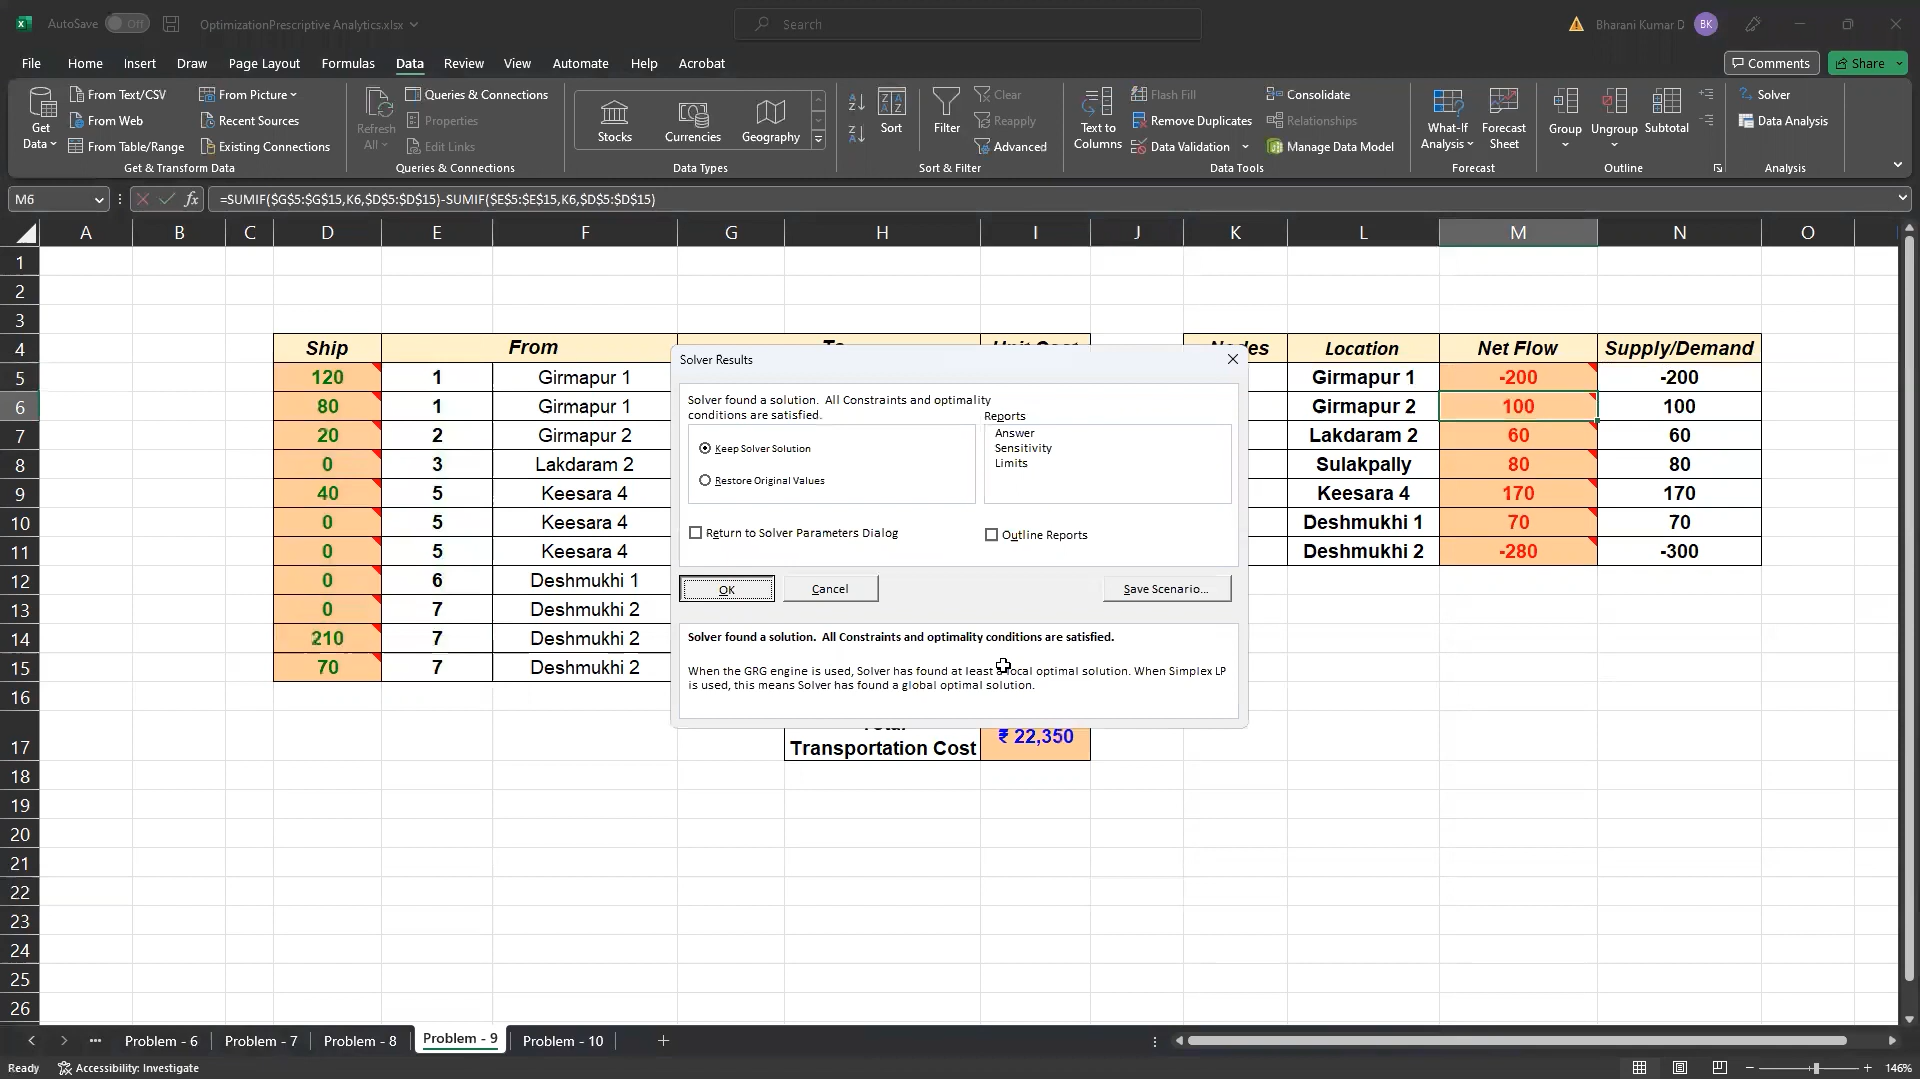 AutoSave Off OptimizationPrescriptive Analytics.xlsx Search Bharani Kumar D BK
File Home Insert Draw Page Layout Formulas Data Review View Automate Help Acrobat Comments Share
Get Data From Text/CSV From Web From Table/Range From Picture Recent Sources Existing Connections
Get & Transform Data
Refresh All Queries & Connections Properties Edit Links
Queries & Connections
Stocks Currencies Geography
Data Types
Sort Filter Clear Reapply Advanced
Sort & Filter
Text to Columns Flash Fill Remove Duplicates Data Validation Consolidate Relationships Manage Data Model
Data Tools
What-If Analysis Forecast Sheet
Forecast
Group Ungroup Subtotal
Outline
Solver Data Analysis
Analysis
M6 fx =SUMIF($G$5:$G$15,K6,$D$5:$D$15)-SUMIF($E$5:$E$15,K6,$D$5:$D$15)
A B C D E F G H I J K L M N O
1
2
3
4 Ship From To Unit Cost Nodes Location Net Flow Supply/Demand
5 120 1 Girmapur 1 Girmapur 1 -200 -200
6 80 1 Girmapur 1 Girmapur 2 100 100
7 20 2 Girmapur 2 Lakdaram 2 60 60
8 0 3 Lakdaram 2 Sulakpally 80 80
9 40 5 Keesara 4 Keesara 4 170 170
10 0 5 Keesara 4 Deshmukhi 1 70 70
11 0 5 Keesara 4 Deshmukhi 2 -280 -300
12 0 6 Deshmukhi 1
13 0 7 Deshmukhi 2
14 210 7 Deshmukhi 2
15 70 7 Deshmukhi 2
16
17 Total Transportation Cost ₹ 22,350
18
19
20
21
22
23
24
25
26
Solver Results
Solver found a solution. All Constraints and optimality
conditions are satisfied.
Reports
Keep Solver Solution
Restore Original Values
Answer
Sensitivity
Limits
Return to Solver Parameters Dialog
Outline Reports
OK Cancel Save Scenario...
Solver found a solution. All Constraints and optimality conditions are satisfied.
When the GRG engine is used, Solver has found at least a local optimal solution. When Simplex LP
is used, this means Solver has found a global optimal solution.
Problem - 6 Problem - 7 Problem - 8 Problem - 9 Problem - 10
Ready Accessibility: Investigate 146%